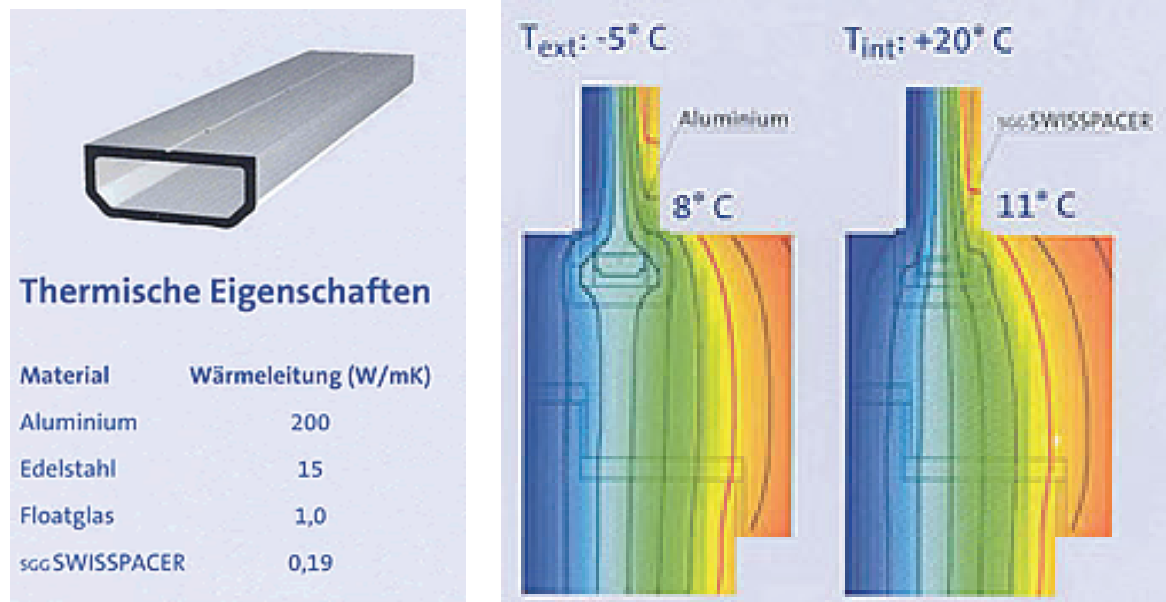 Thermische Eigenschaften
Material Wärmeleitung (W/mK)
Aluminium 200
Edelstahl 15
Floatglas 1,0
SGG SWISSPACER 0,19
Text: -5° C Tint: +20° C
Aluminium
SGG SWISSPACER
8° C
11° C